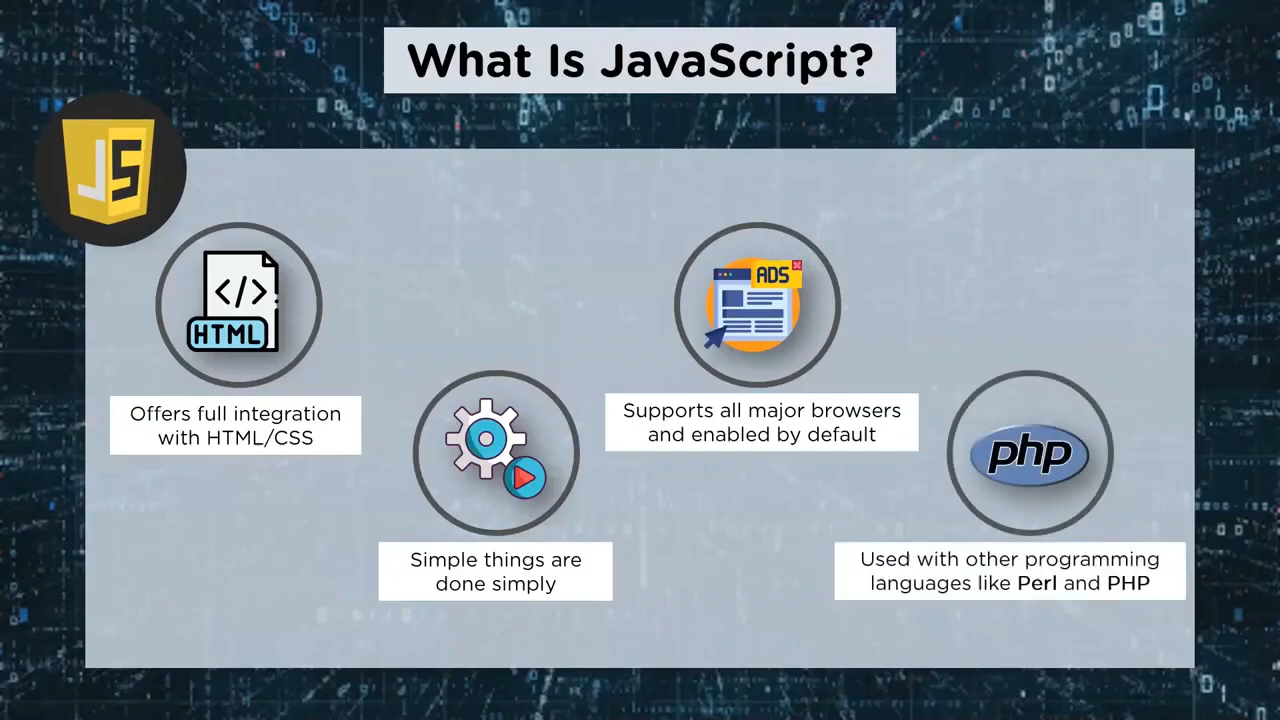 What Is JavaScript?
JS
</>
HTML
Offers full integration
with HTML/CSS
Simple things are
done simply
ADS
Supports all major browsers
and enabled by default
php
Used with other programming
languages like Perl and PHP